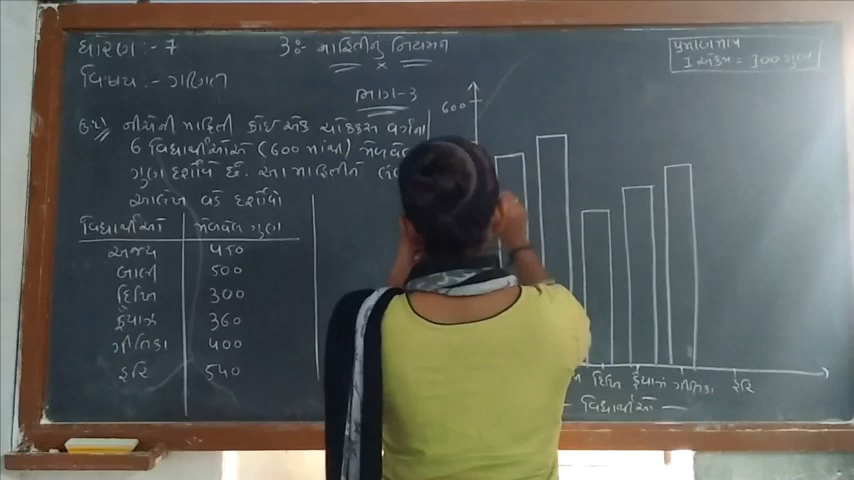 ધોરણ :- 7
3:- માહિતીનું નિયમન
વિષય :- ગણિત
ભાગ-3
પ્રમાણમાપ
1 એકમ = 100 ગુણ
ઉદા નીચેની માહિતી કોઈ એક ચોક્કસ વર્ગના
6 વિદ્યાર્થીઓએ (600 માંથી)
ગુણ દર્શાવે છે. આ માહિતીને
આલેખ વડે દર્શાવો
વિદ્યાર્થીઓ મેળવેલ ગુણ
અજય 450
બાલી 500
દિપ્તિ 300
ફૈયાઝ 360
ગીતિકા 400
હરિ 540
600
દિપ્તિ ફૈયાઝ ગીતિકા હરિ
વિદ્યાર્થીઓ